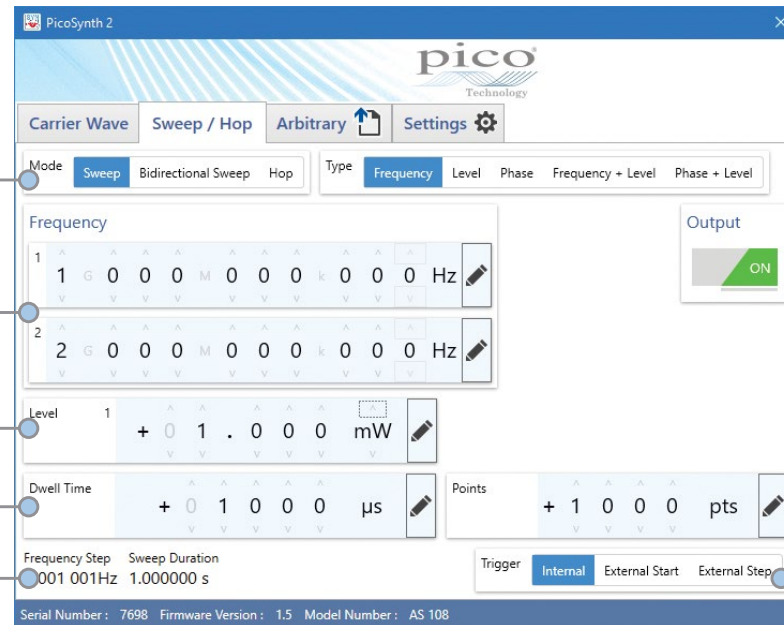 PicoSynth 2
pico
Technology
Carrier Wave Sweep / Hop Arbitrary Settings
Mode Sweep Bidirectional Sweep Hop Type Frequency Level Phase Frequency + Level Phase + Level
Frequency Output
1 1 G 0 0 0 M 0 0 0 k 0 0 0 Hz
ON
2 2 G 0 0 0 M 0 0 0 k 0 0 0 Hz
Level 1 + 0 1 . 0 0 0 mW
Dwell Time + 0 1 0 0 0 µs Points + 1 0 0 0 pts
Frequency Step Sweep Duration
001 001Hz 1.000000 s
Trigger Internal External Start External Step
Serial Number : 7698 Firmware Version : 1.5 Model Number : AS 108